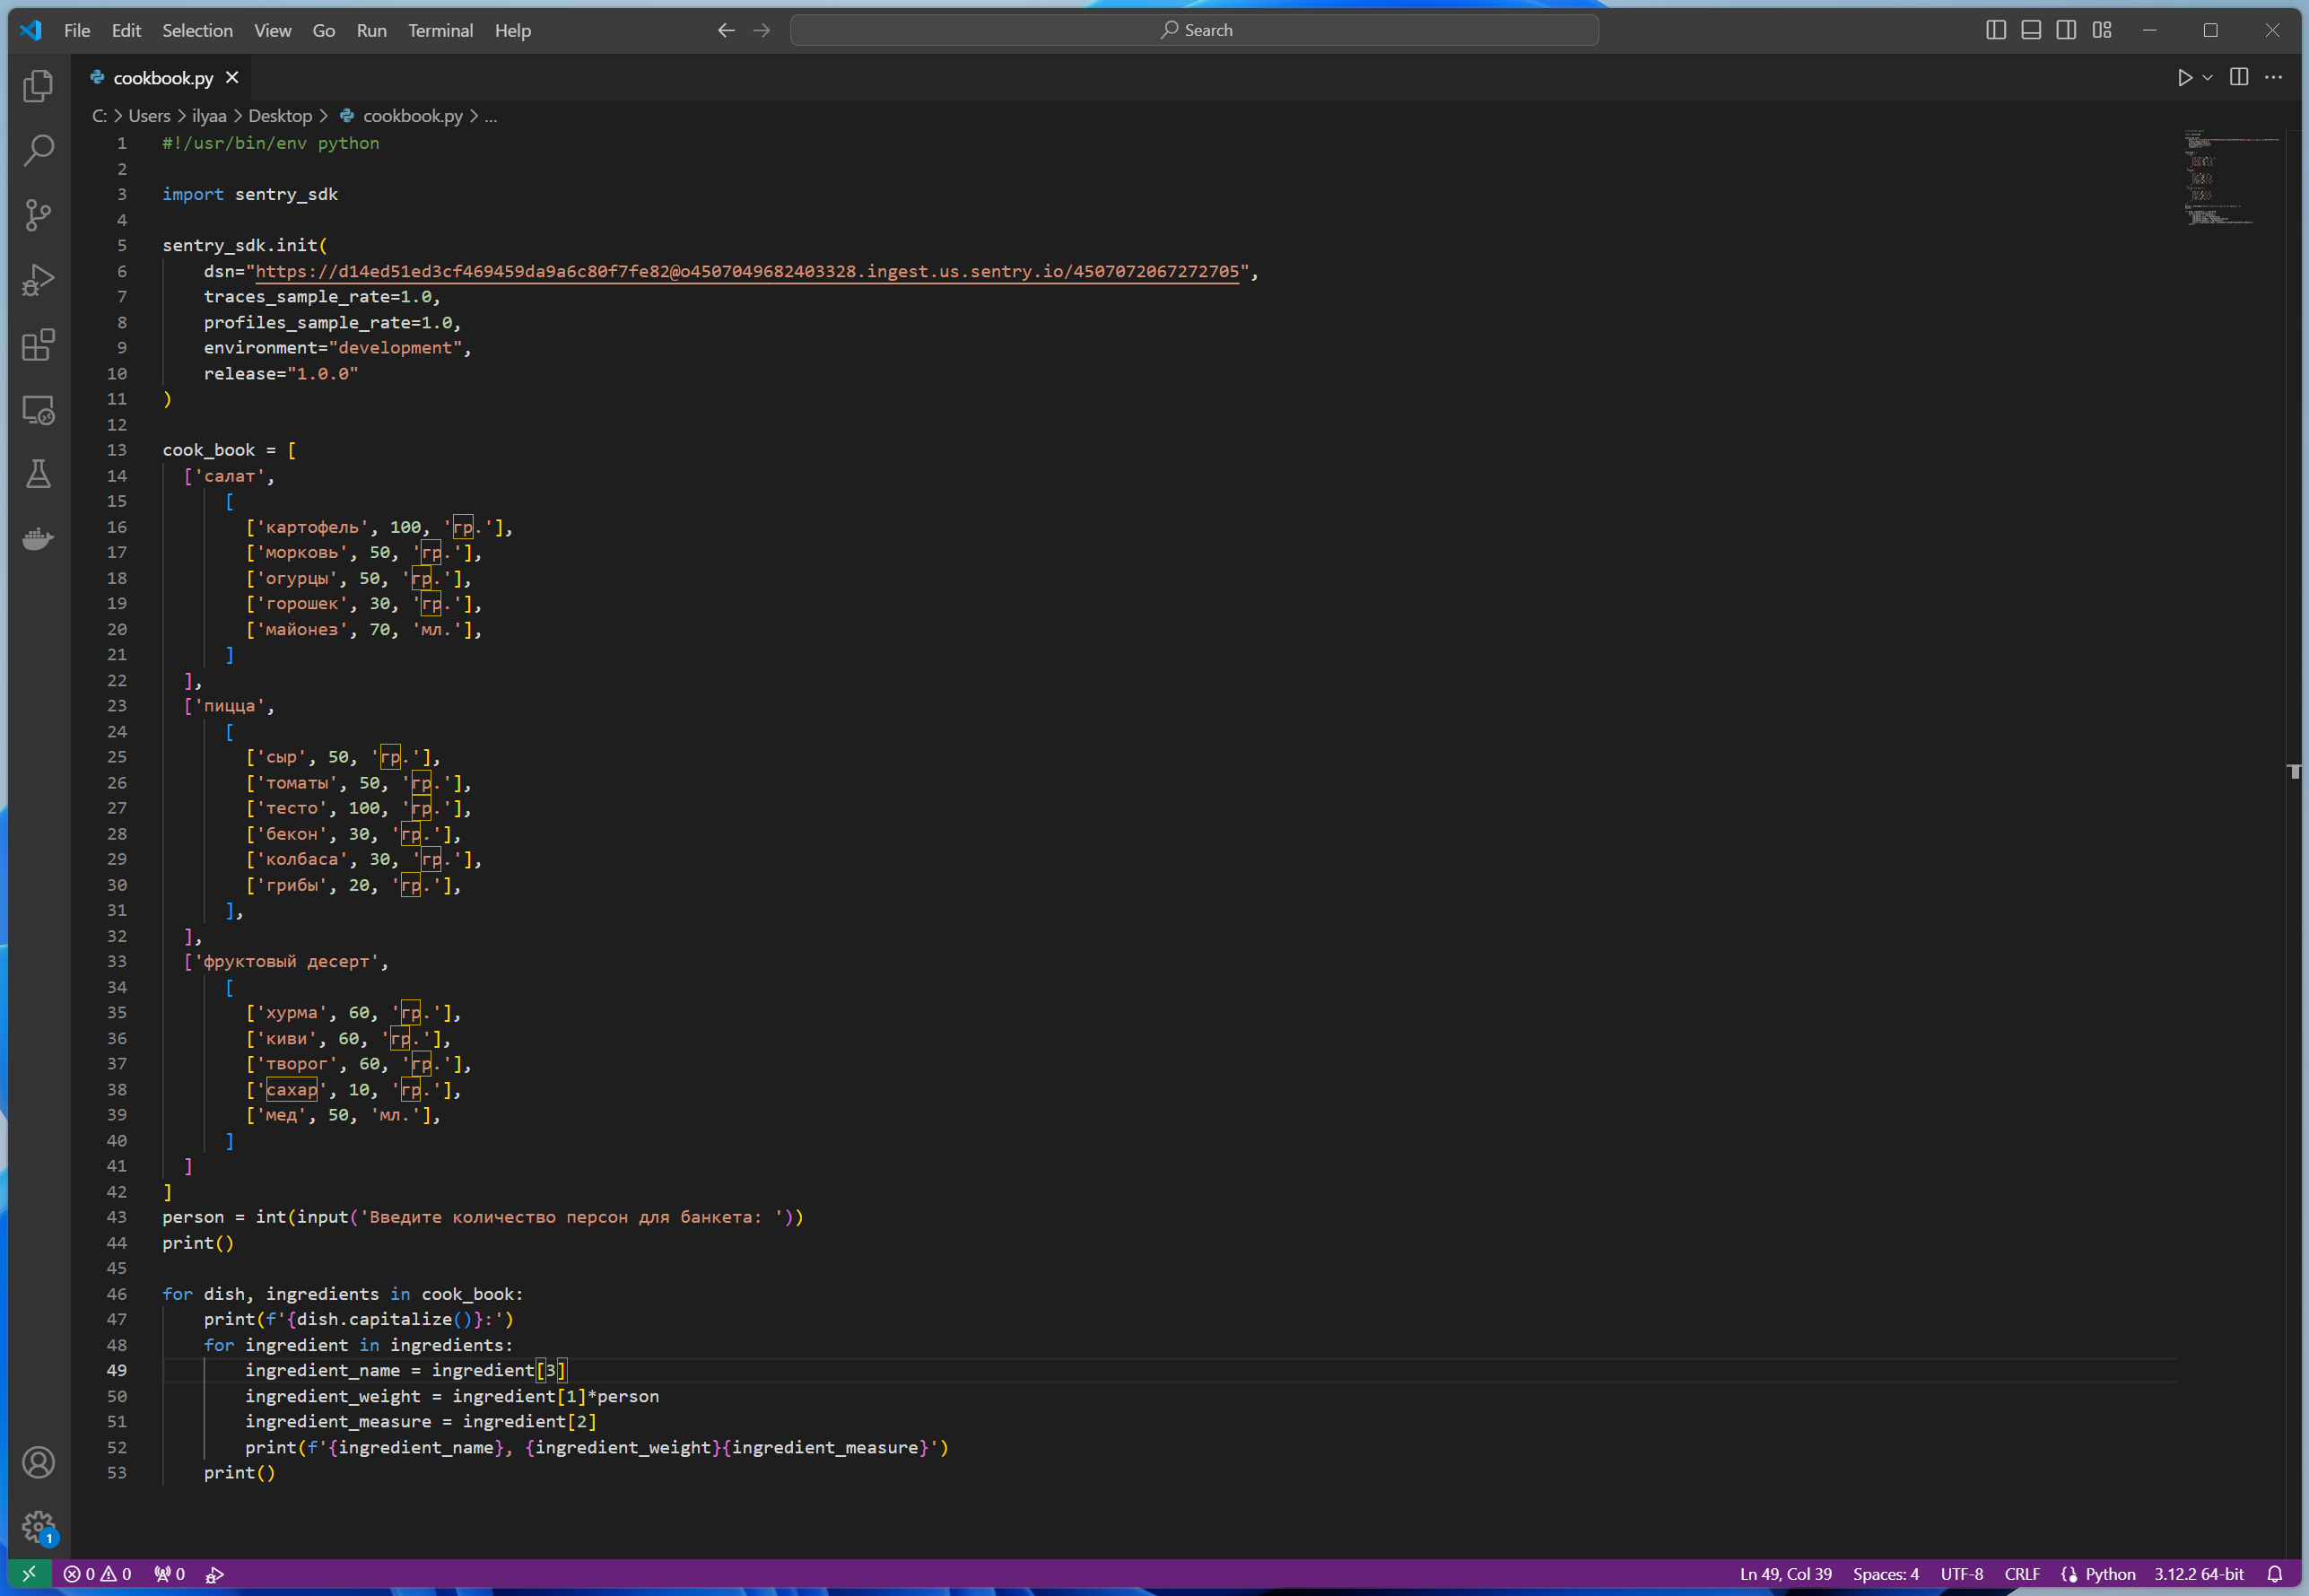 File Edit Selection View Go Run Terminal Help Search
cookbook.py
C: > Users > ilyaa > Desktop > cookbook.py > ...
1 #!/usr/bin/env python
2
3 import sentry_sdk
4
5 sentry_sdk.init(
6     dsn="https://d14ed51ed3cf469459da9a6c80f7fe82@o4507049682403328.ingest.us.sentry.io/4507072067272705",
7     traces_sample_rate=1.0,
8     profiles_sample_rate=1.0,
9     environment="development",
10     release="1.0.0"
11 )
12
13 cook_book = [
14   ['салат',
15       [
16         ['картофель', 100, 'гр.'],
17         ['морковь', 50, 'гр.'],
18         ['огурцы', 50, 'гр.'],
19         ['горошек', 30, 'гр.'],
20         ['майонез', 70, 'мл.'],
21       ]
22   ],
23   ['пицца',
24       [
25         ['сыр', 50, 'гр.'],
26         ['томаты', 50, 'гр.'],
27         ['тесто', 100, 'гр.'],
28         ['бекон', 30, 'гр.'],
29         ['колбаса', 30, 'гр.'],
30         ['грибы', 20, 'гр.'],
31       ],
32   ],
33   ['фруктовый десерт',
34       [
35         ['хурма', 60, 'гр.'],
36         ['киви', 60, 'гр.'],
37         ['творог', 60, 'гр.'],
38         ['сахар', 10, 'гр.'],
39         ['мед', 50, 'мл.'],
40       ]
41   ]
42 ]
43 person = int(input('Введите количество персон для банкета: '))
44 print()
45
46 for dish, ingredients in cook_book:
47     print(f'{dish.capitalize()}:')
48     for ingredient in ingredients:
49         ingredient_name = ingredient[3]
50         ingredient_weight = ingredient[1]*person
51         ingredient_measure = ingredient[2]
52         print(f'{ingredient_name}, {ingredient_weight}{ingredient_measure}')
53     print()
1
0 0 0 Ln 49, Col 39 Spaces: 4 UTF-8 CRLF Python 3.12.2 64-bit